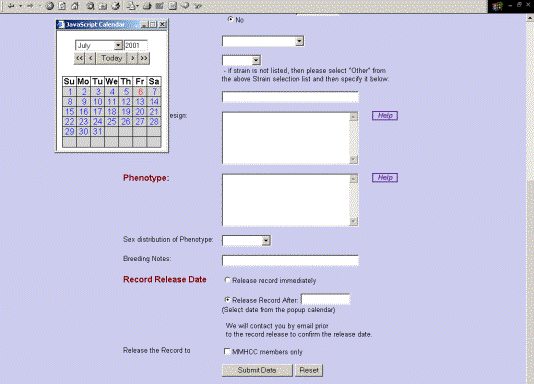 JavaScript Calendar...
No
July 2001
<< < Today > >>
Su Mo Tu We Th Fr Sa
1 2 3 4 5 6 7
8 9 10 11 12 13 14
15 16 17 18 19 20 21
22 23 24 25 26 27 28
29 30 31
- if strain is not listed, then please select "Other" from
the above Strain selection list and then specify it below:
esign: Help
Phenotype: Help
Sex distribution of Phenotype:
Breeding Notes:
Record Release Date Release record immediately
Release Record After:
(Select date from the popup calendar)
We will contact you by email prior
to the record release to confirm the release date.
Release the Record to MMHCC members only
Submit Data Reset